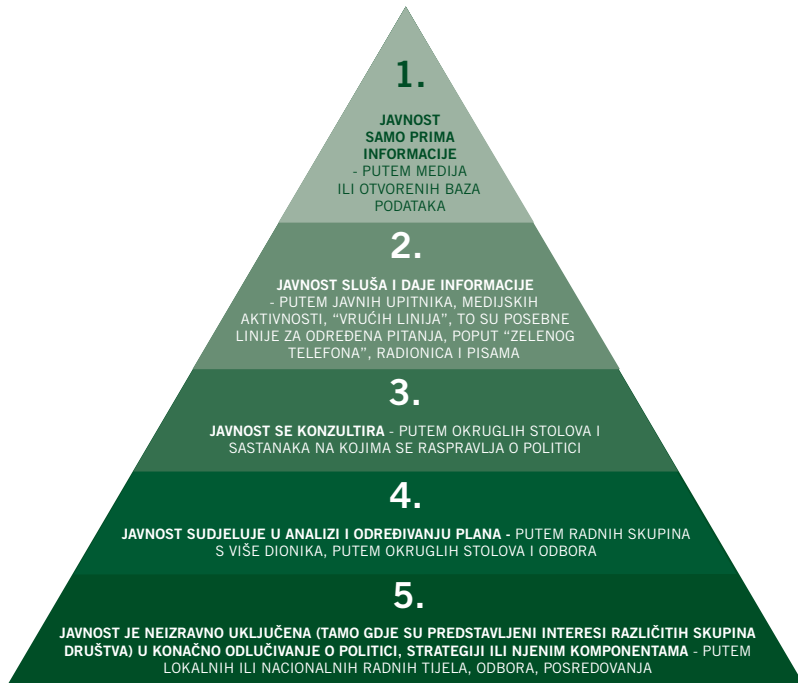 1.
JAVNOST
SAMO PRIMA
INFORMACIJE
- PUTEM MEDIJA
ILI OTVORENIH BAZA
PODATAKA
2.
JAVNOST SLUŠA I DAJE INFORMACIJE
- PUTEM JAVNIH UPITNIKA, MEDIJSKIH
AKTIVNOSTI, “VRUĆIH LINIJA”, TO SU POSEBNE
LINIJE ZA ODREĐENA PITANJA, POPUT “ZELENOG
TELEFONA”, RADIONICA I PISAMA
3.
JAVNOST SE KONZULTIRA - PUTEM OKRUGLIH STOLOVA I
SASTANAKA NA KOJIMA SE RASPRAVLJA O POLITICI
4.
JAVNOST SUDJELUJE U ANALIZI I ODREĐIVANJU PLANA - PUTEM RADNIH SKUPINA
S VIŠE DIONIKA, PUTEM OKRUGLIH STOLOVA I ODBORA
5.
JAVNOST JE NEIZRAVNO UKLJUČENA (TAMO GDJE SU PREDSTAVLJENI INTERESI RAZLIČITIH SKUPINA
DRUŠTVA) U KONAČNO ODLUČIVANJE O POLITICI, STRATEGIJI ILI NJENIM KOMPONENTAMA - PUTEM
LOKALNIH ILI NACIONALNIH RADNIH TIJELA, ODBORA, POSREDOVANJA